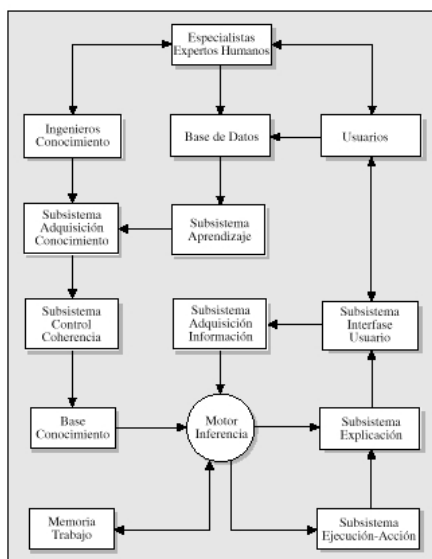 Especialistas
Expertos Humanos
Ingenieros
Conocimiento
Base de Datos
Usuarios
Subsistema
Adquisición
Conocimiento
Subsistema
Aprendizaje
Subsistema
Control
Coherencia
Subsistema
Adquisición
Información
Subsistema
Interfase
Usuario
Base
Conocimiento
Motor
Inferencia
Subsistema
Explicación
Memoria
Trabajo
Subsistema
Ejecución-Acción